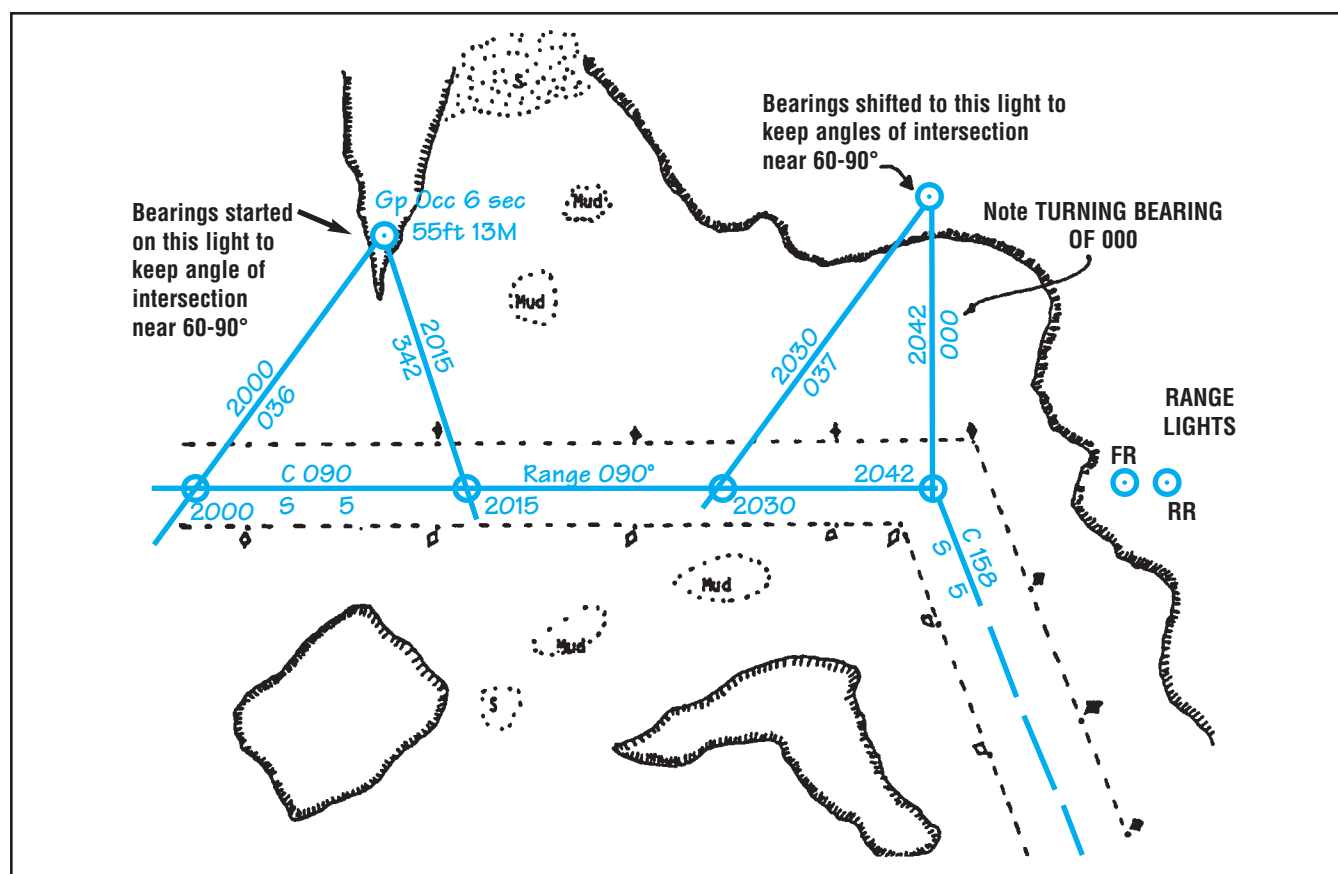 S.
Bearings shifted to this light to
keep angles of intersection
near 60-90°
Mud
Gp Occ 6 sec
55ft 13M
Bearings started
on this light to
keep angle of
intersection
near 60-90°
Note TURNING BEARING
OF 000
Mud
2000
036
2015
342
2030
037
2042
000
RANGE
LIGHTS
FR
RR
C 090
S 5
Range 090°
2042
2000
2015
2030
C 158
S 5
Mud
Mud
S